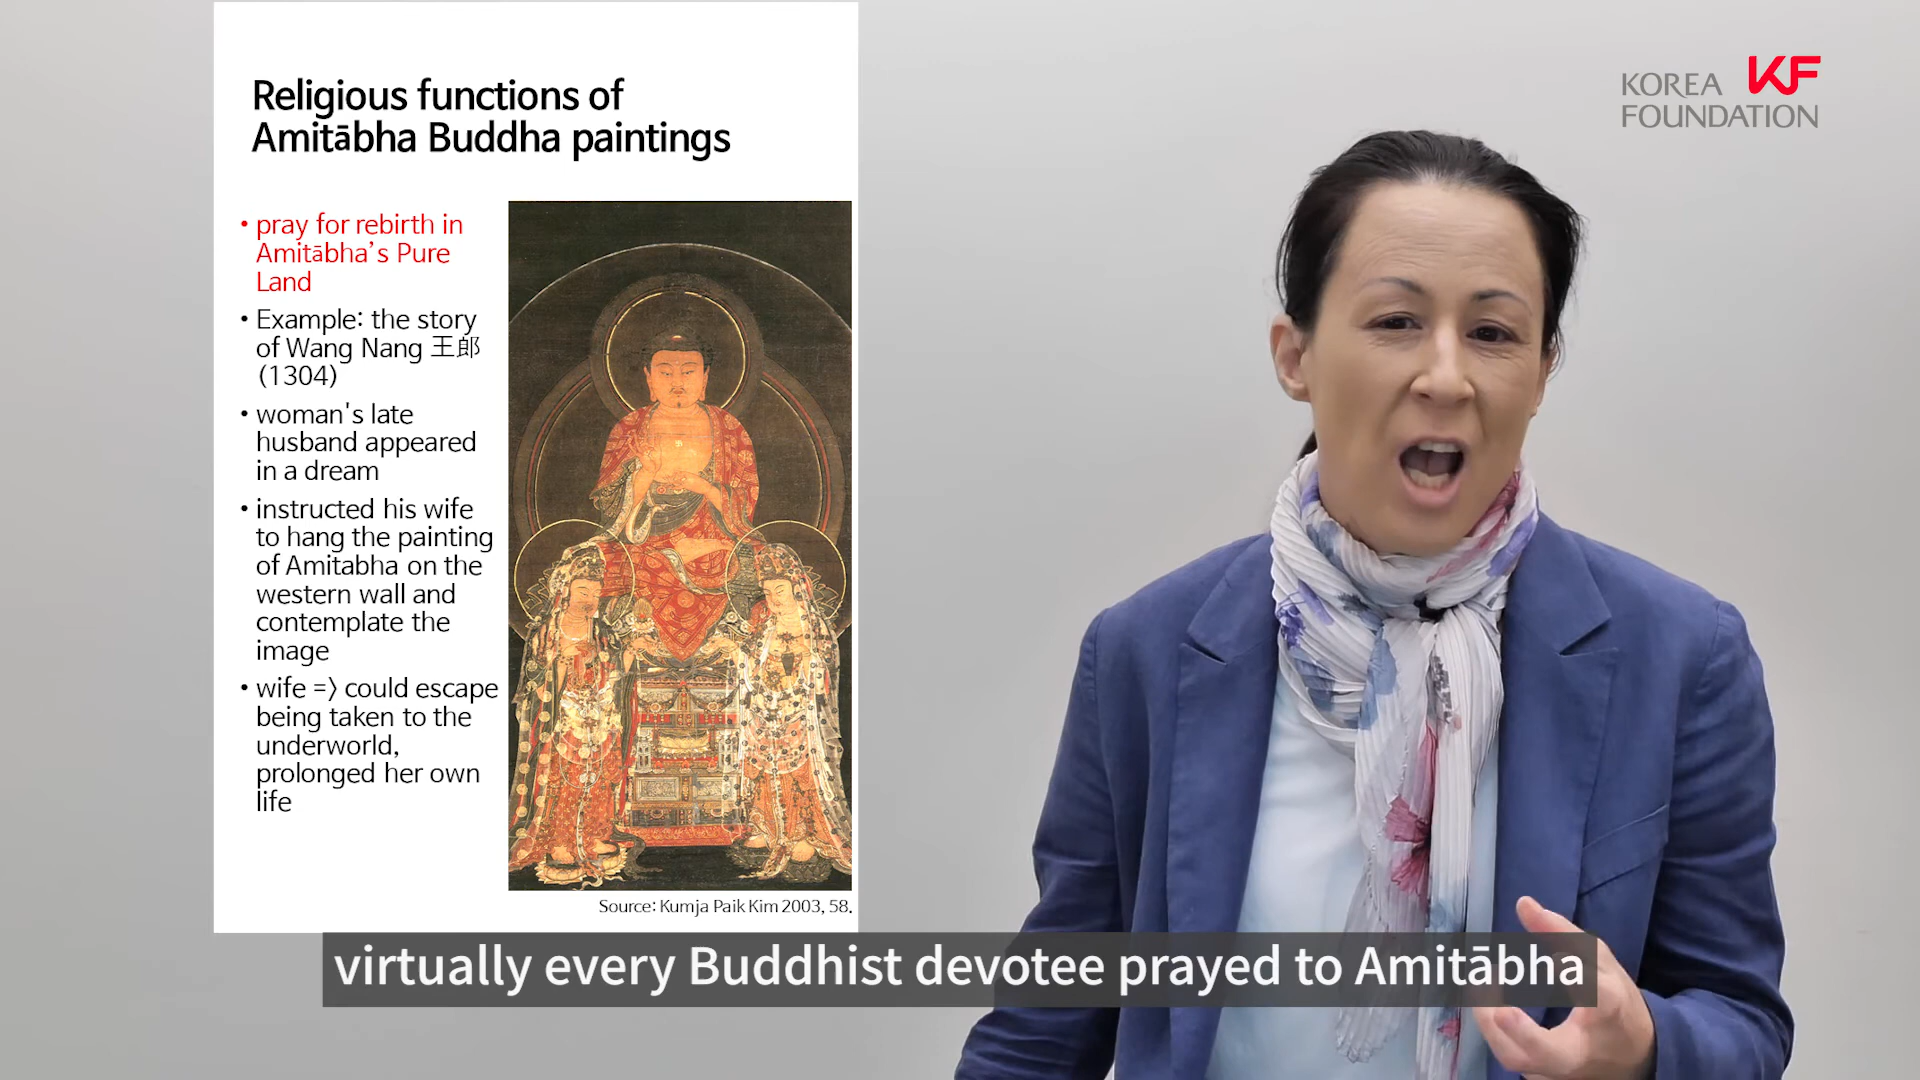 Religious functions of
Amitābha Buddha paintings
• pray for rebirth in
Amitābha’s Pure
Land
• Example: the story
of Wang Nang 王郎
(1304)
• woman's late
husband appeared
in a dream
• instructed his wife
to hang the painting
of Amitabha on the
western wall and
contemplate the
image
• wife => could escape
being taken to the
underworld,
prolonged her own
life
Source: Kumja Paik Kim 2003, 58.
KOREA KF
FOUNDATION
virtually every Buddhist devotee prayed to Amitābha